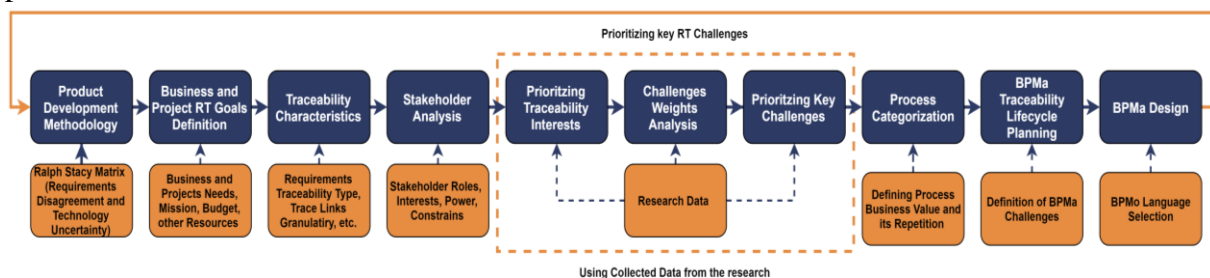 Prioritizing key RT Challenges
Product
Development
Methodology
Business and
Project RT Goals
Definition
Traceability
Characteristics
Stakeholder
Analysis
Prioritizng
Traceability
Interests
Challenges
Weights
Analysis
Prioritizng Key
Challenges
Process
Categorization
BPMa
Traceability
Lifecycle
Planning
BPMa Design
Ralph Stacy Matrix
(Requirements
Disagreement and
Technology
Uncertainty)
Business and
Projects Needs,
Mission, Budget,
other Resources
Requirements
Traceability Type,
Trace Links
Granulatiry, etc.
Stakeholder Roles,
Interests, Power,
Constrains
Research Data
Defining Process
Business Value and
its Repetition
Definition of BPMa
Challenges
BPMo Language
Selection
Using Collected Data from the research